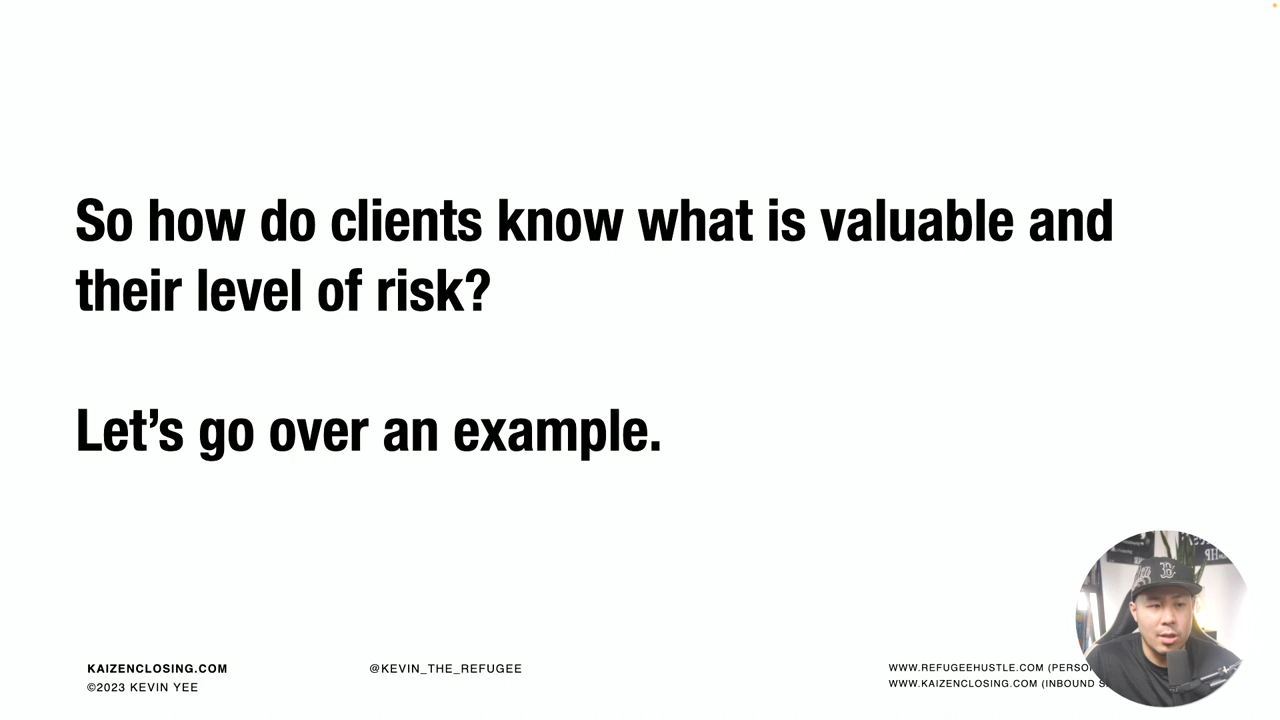 So how do clients know what is valuable and
their level of risk?
Let’s go over an example.
KAIZENCLOSING.COM
©2023 KEVIN YEE
@KEVIN_THE_REFUGEE
WWW.REFUGEEHUSTLE.COM
WWW.KAIZENCLOSING.COM (INBOUND